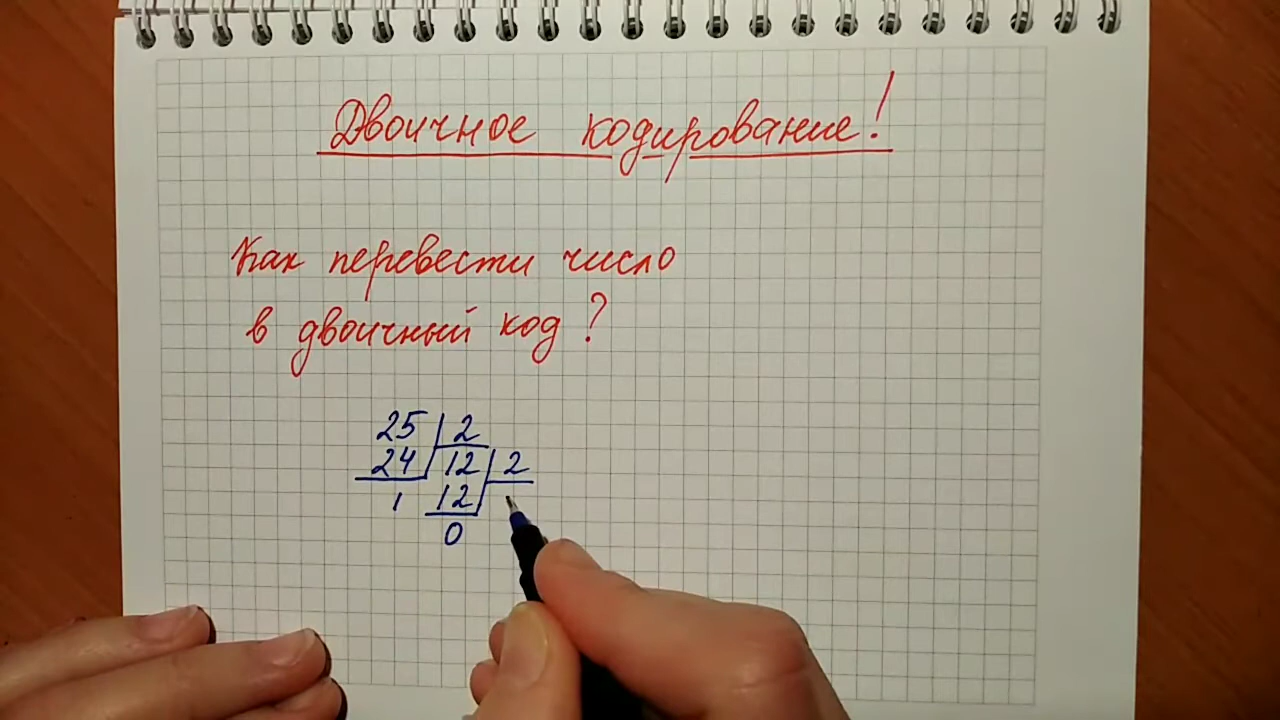 Двоичное кодирование!
Как перевести число
в двоичный код?
25 2
24 12 2
1 12
0